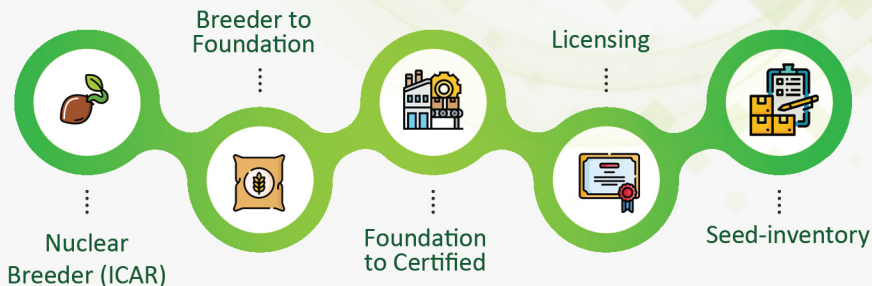 Nuclear
Breeder (ICAR)
Breeder to
Foundation
Foundation
to Certified
Licensing
Seed-inventory